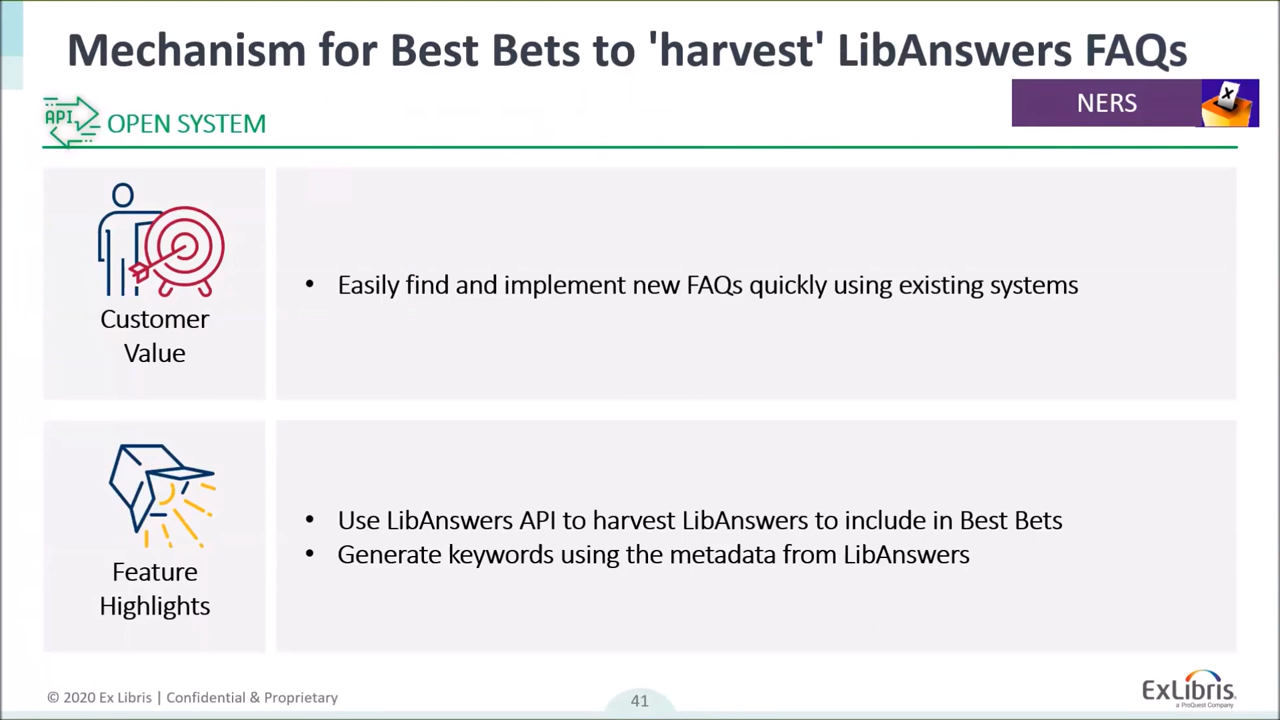 Mechanism for Best Bets to 'harvest' LibAnswers FAQs
NERS
X
API
OPEN SYSTEM
• Easily find and implement new FAQs quickly using existing systems
Customer
Value
• Use LibAnswers API to harvest LibAnswers to include in Best Bets
• Generate keywords using the metadata from LibAnswers
Feature
Highlights
© 2020 Ex Libris | Confidential & Proprietary
41
ExLibris
a ProQuest Company